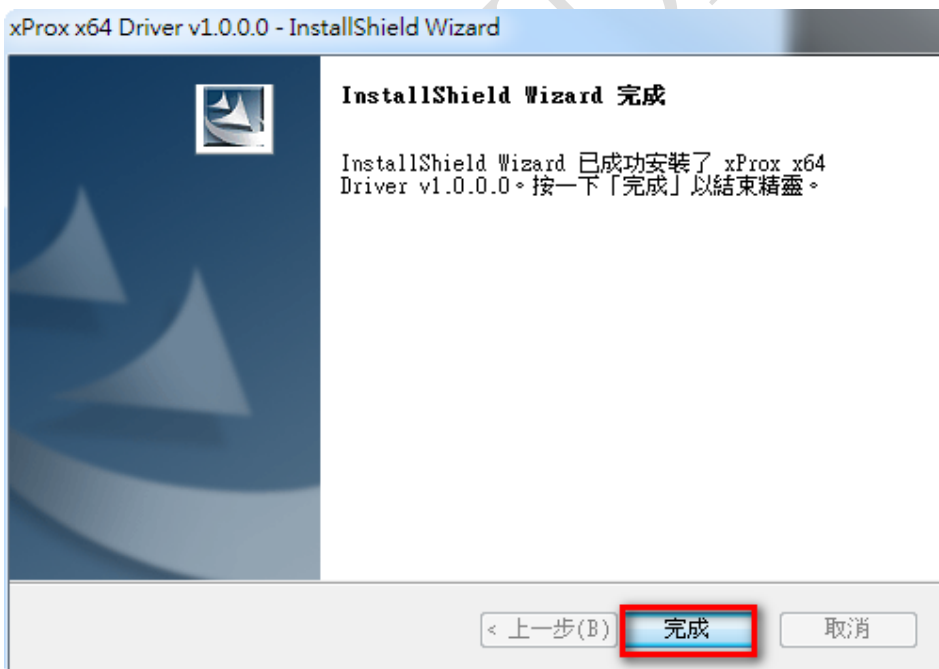 xProx x64 Driver v1.0.0.0 - InstallShield Wizard
InstallShield Wizard 完成
InstallShield Wizard 已成功安裝了 xProx x64
Driver v1.0.0.0。按一下「完成」以結束精靈。
< 上一步(B) 完成 取消